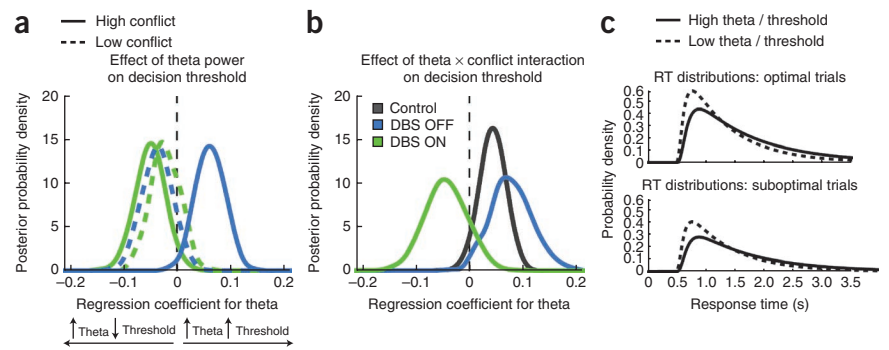 a
High conflict
Low conflict
Effect of theta power
on decision threshold
Posterior probability density
20
15
10
5
0
−0.2
−0.1
0
0.1
0.2
Regression coefficient for theta
Theta
Threshold
Theta
Threshold
b
Effect of theta × conflict interaction
on decision threshold
Control
DBS OFF
DBS ON
Posterior probability density
20
15
10
5
0
−0.2
−0.1
0
0.1
0.2
Regression coefficient for theta
c
High theta / threshold
Low theta / threshold
RT distributions: optimal trials
0.6
0.5
0.4
0.3
0.2
0.1
0
Probability density
RT distributions: suboptimal trials
0.6
0.5
0.4
0.3
0.2
0.1
0
0
0.5
1.0
1.5
2.0
2.5
3.0
3.5
Response time (s)